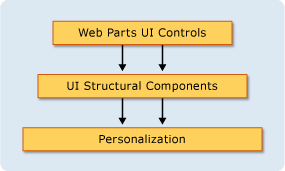 Web Parts UI Controls
UI Structural Components
Personalization